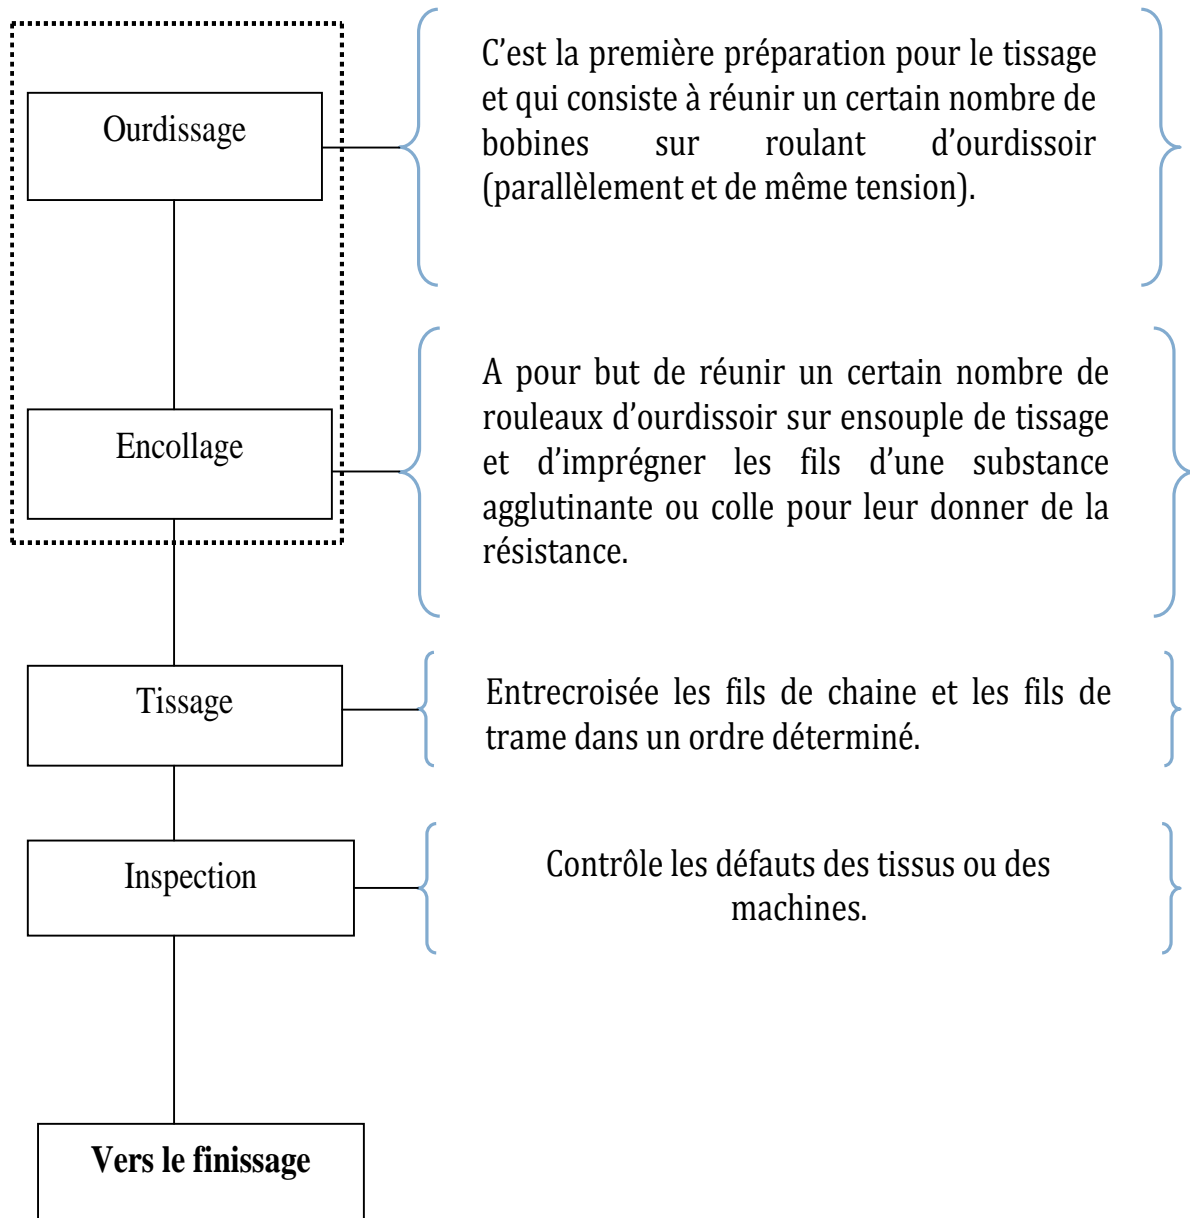 Ourdissage
C’est la première préparation pour le tissage
et qui consiste à réunir un certain nombre de
bobines sur roulant d’ourdissoir
(parallèlement et de même tension).
Encollage
A pour but de réunir un certain nombre de
rouleaux d’ourdissoir sur ensouple de tissage
et d’imprégner les fils d’une substance
agglutinante ou colle pour leur donner de la
résistance.
Tissage
Entrecroisée les fils de chaine et les fils de
trame dans un ordre déterminé.
Inspection
Contrôle les défauts des tissus ou des
machines.
Vers le finissage